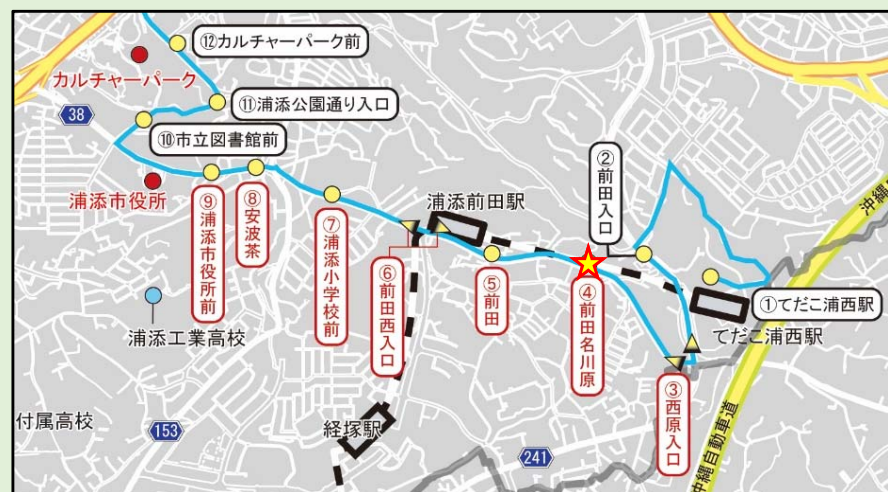 ⑫カルチャーパーク前
カルチャーパーク
⑪浦添公園通り入口
38
⑩市立図書館前
浦添市役所
⑨浦添市役所前
⑧安波茶
⑦浦添小学校前
浦添前田駅
⑥前田西入口
⑤前田
②前田入口
④前田名川原
①てだこ浦西駅
てだこ浦西駅
③西原入口
浦添工業高校
付属高校
153
経塚駅
241
沖縄自動車道
沖縄